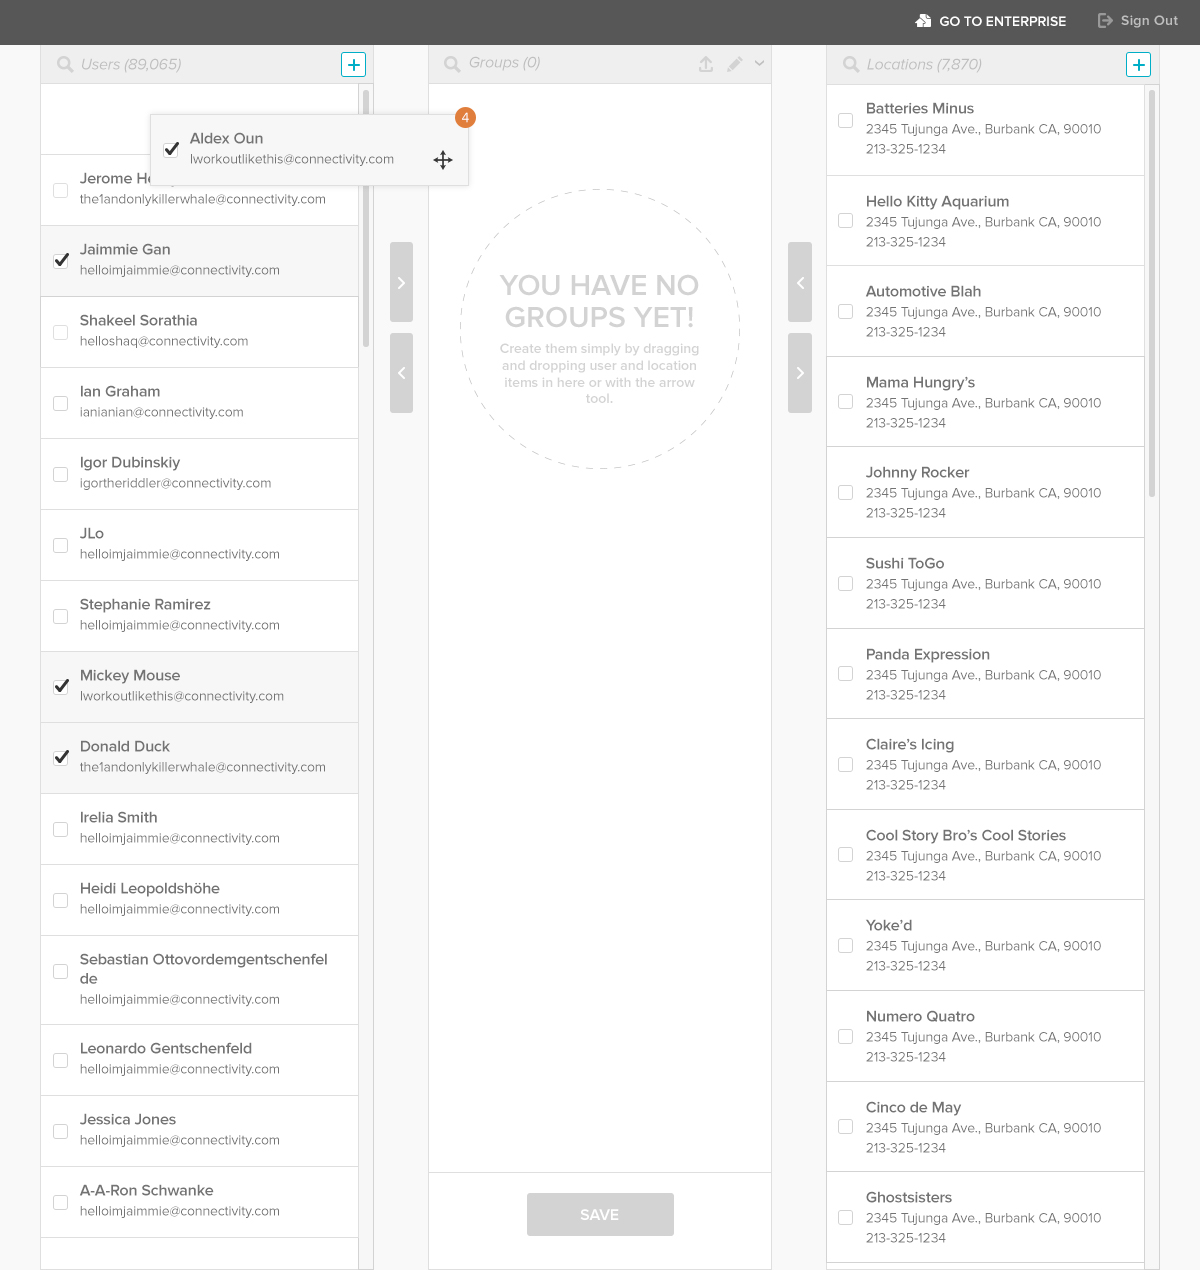 GO TO ENTERPRISE
Sign Out
Users (89,065)
Groups (0)
Locations (7,870)
4
Aldex Oun
lworkoutlikethis@connectivity.com
Jerome
the1andonlykillerwhale@connectivity.com
Jaimmie Gan
helloimjaimmie@connectivity.com
Shakeel Sorathia
helloshaq@connectivity.com
Ian Graham
ianianian@connectivity.com
Igor Dubinskiy
igortheriddler@connectivity.com
JLo
helloimjaimmie@connectivity.com
Stephanie Ramirez
helloimjaimmie@connectivity.com
Mickey Mouse
lworkoutlikethis@connectivity.com
Donald Duck
the1andonlykillerwhale@connectivity.com
Irelia Smith
helloimjaimmie@connectivity.com
Heidi Leopoldshöhe
helloimjaimmie@connectivity.com
Sebastian Ottovordemgentschenfel
de
helloimjaimmie@connectivity.com
Leonardo Gentschenfeld
helloimjaimmie@connectivity.com
Jessica Jones
helloimjaimmie@connectivity.com
A-A-Ron Schwanke
helloimjaimmie@connectivity.com
YOU HAVE NO
GROUPS YET!
Create them simply by dragging
and dropping user and location
items in here or with the arrow
tool.
SAVE
Batteries Minus
2345 Tujunga Ave., Burbank CA, 90010
213-325-1234
Hello Kitty Aquarium
2345 Tujunga Ave., Burbank CA, 90010
213-325-1234
Automotive Blah
2345 Tujunga Ave., Burbank CA, 90010
213-325-1234
Mama Hungry's
2345 Tujunga Ave., Burbank CA, 90010
213-325-1234
Johnny Rocker
2345 Tujunga Ave., Burbank CA, 90010
213-325-1234
Sushi ToGo
2345 Tujunga Ave., Burbank CA, 90010
213-325-1234
Panda Expression
2345 Tujunga Ave., Burbank CA, 90010
213-325-1234
Claire's Icing
2345 Tujunga Ave., Burbank CA, 90010
213-325-1234
Cool Story Bro's Cool Stories
2345 Tujunga Ave., Burbank CA, 90010
213-325-1234
Yoke'd
2345 Tujunga Ave., Burbank CA, 90010
213-325-1234
Numero Quatro
2345 Tujunga Ave., Burbank CA, 90010
213-325-1234
Cinco de May
2345 Tujunga Ave., Burbank CA, 90010
213-325-1234
Ghostsisters
2345 Tujunga Ave., Burbank CA, 90010
213-325-1234